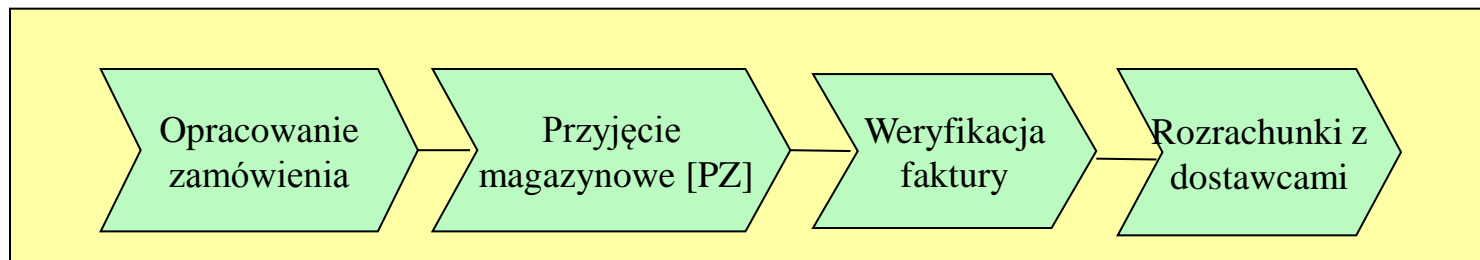 Opracowanie
zamówienia
Przyjęcie
magazynowe [PZ]
Weryfikacja
faktury
Rozrachunki z
dostawcami